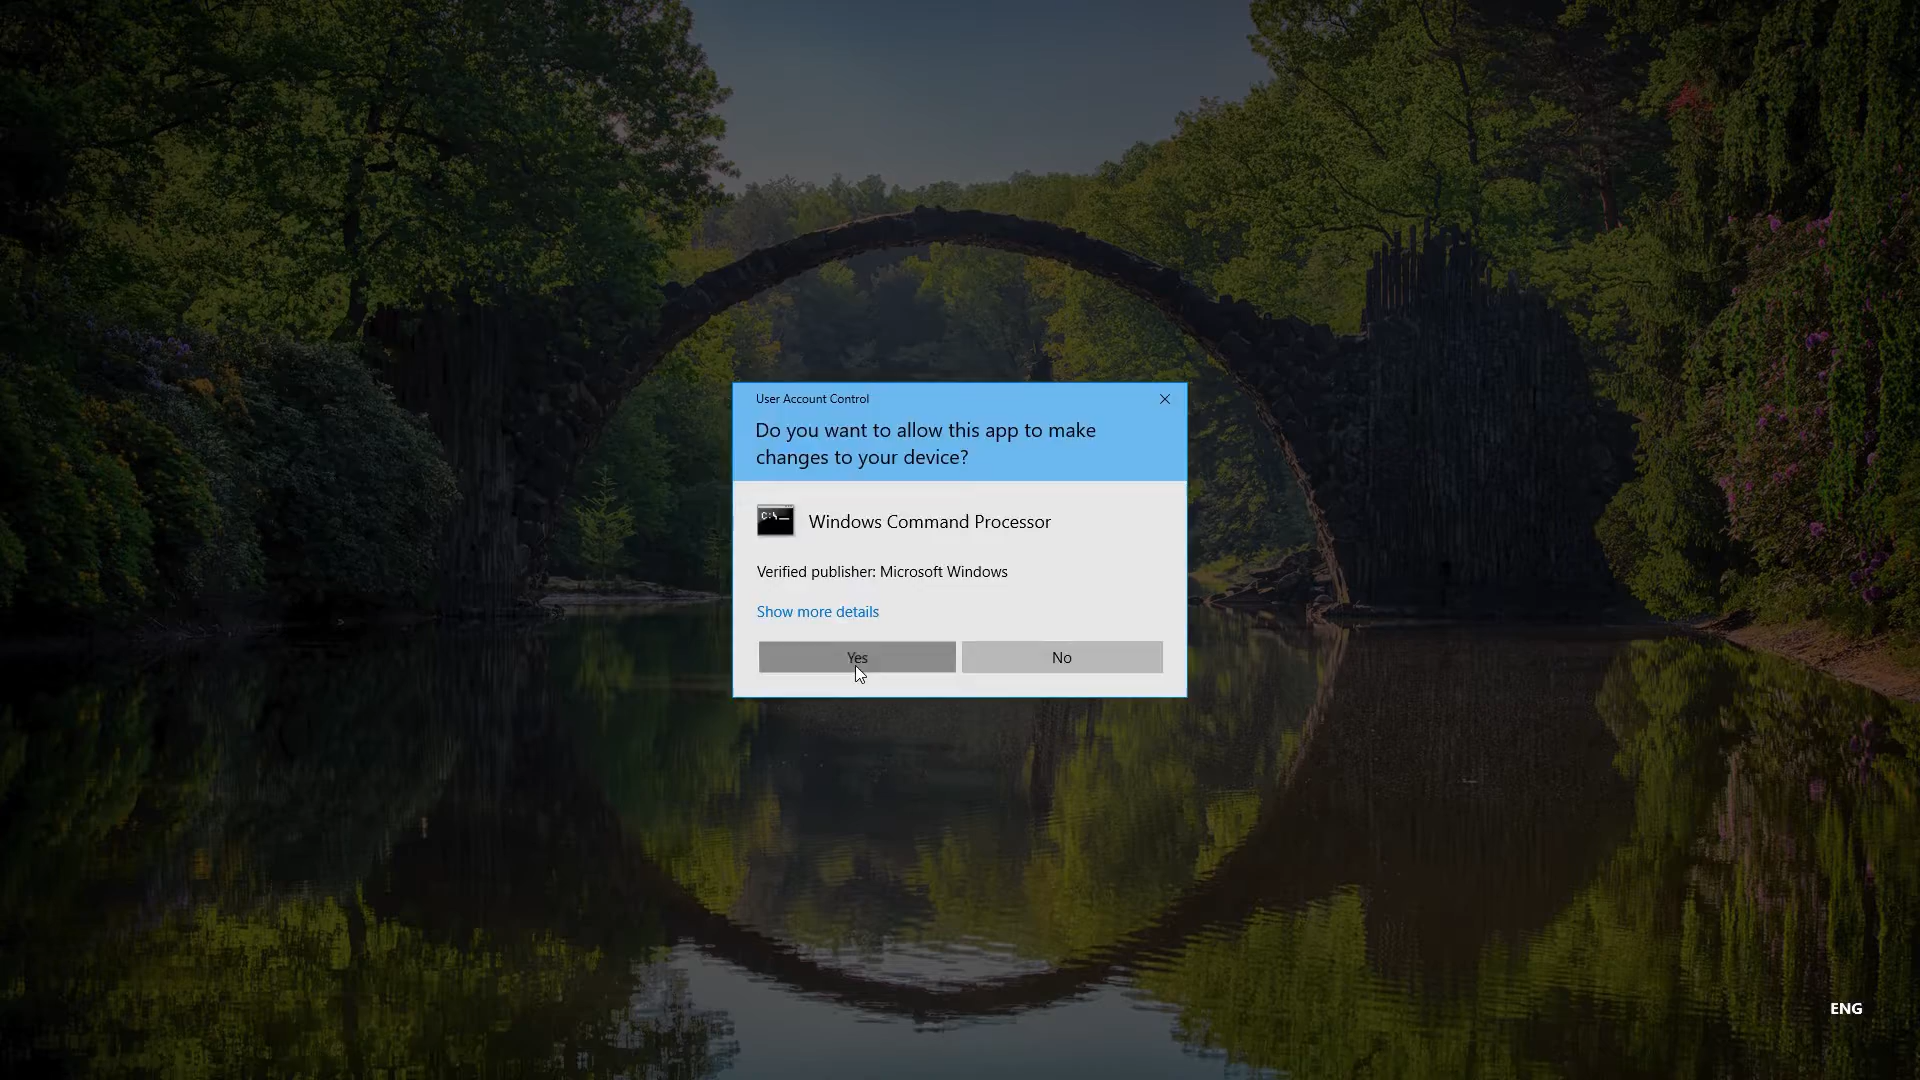 User Account Control
Do you want to allow this app to make
changes to your device?
C:\_
Windows Command Processor
Verified publisher: Microsoft Windows
Show more details
Yes
No
ENG